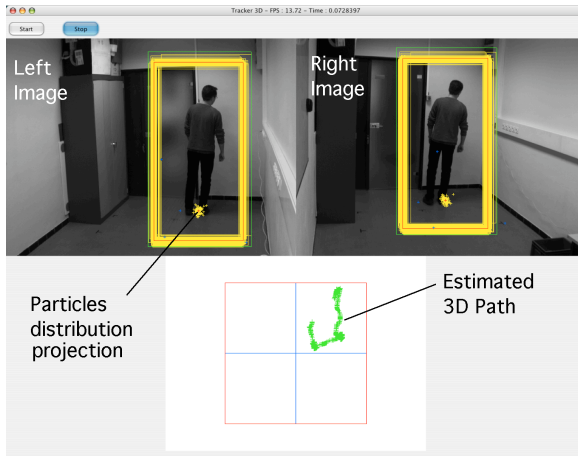 Tracker 3D - FPS : 13.72 - Time : 0.0728397
Start
Stop
Left
Image
Right
Image
Particles
distribution
projection
Estimated
3D Path